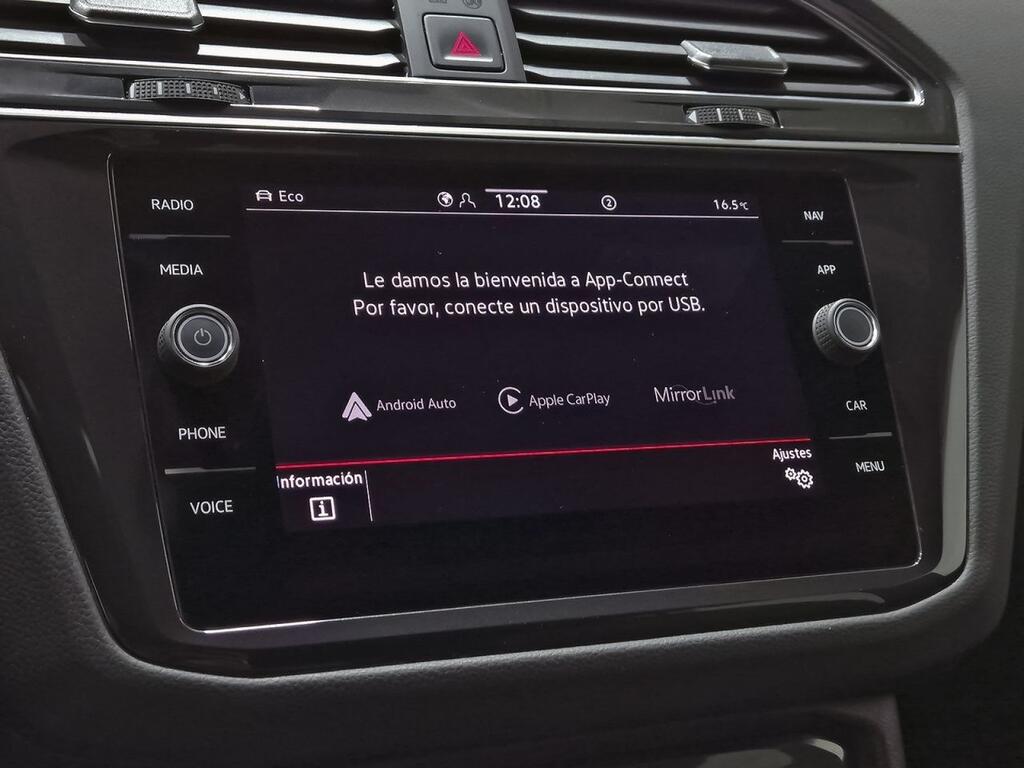 RADIO
MEDIA
PHONE
VOICE
Eco
12:08
2
16.5°C
Le damos la bienvenida a App-Connect
Por favor, conecte un dispositivo por USB.
Android Auto
Apple CarPlay
MirrorLink
Información
i
Ajustes
NAV
APP
CAR
MENU